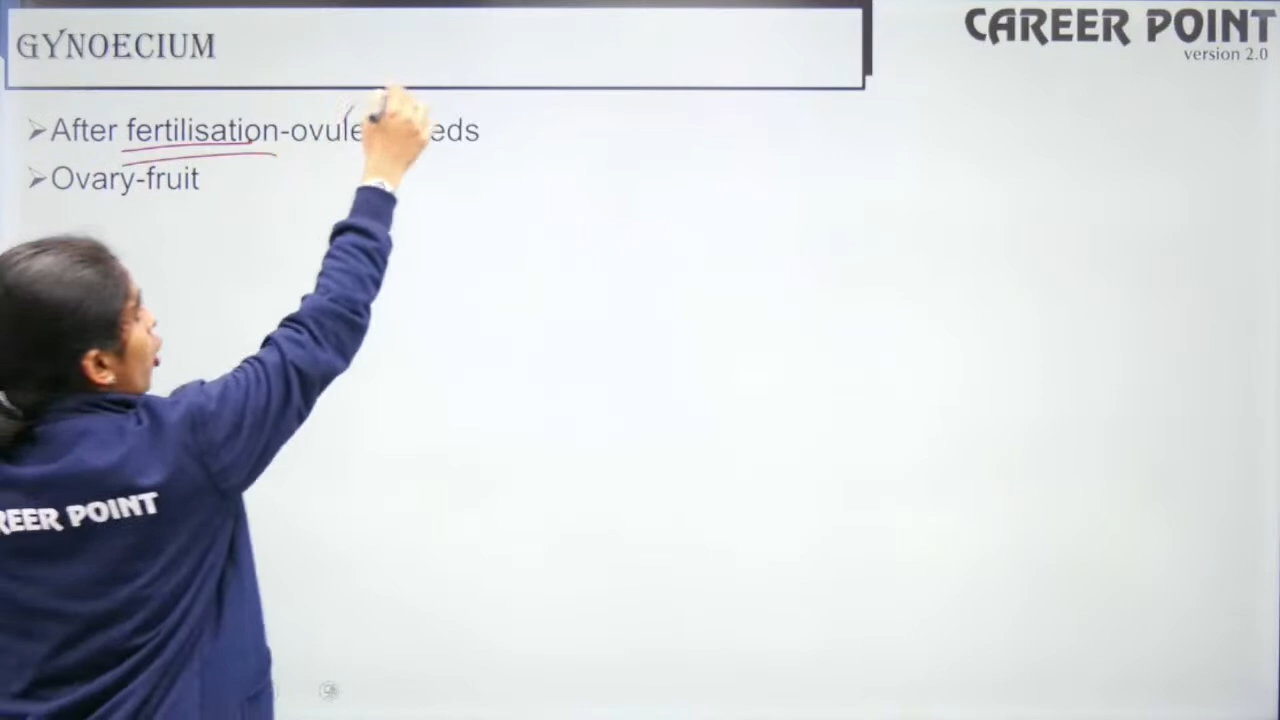 GYNOECIUM
CAREER POINT
version 2.0
➢After fertilisation-ovule eds
➢Ovary-fruit
REER POINT